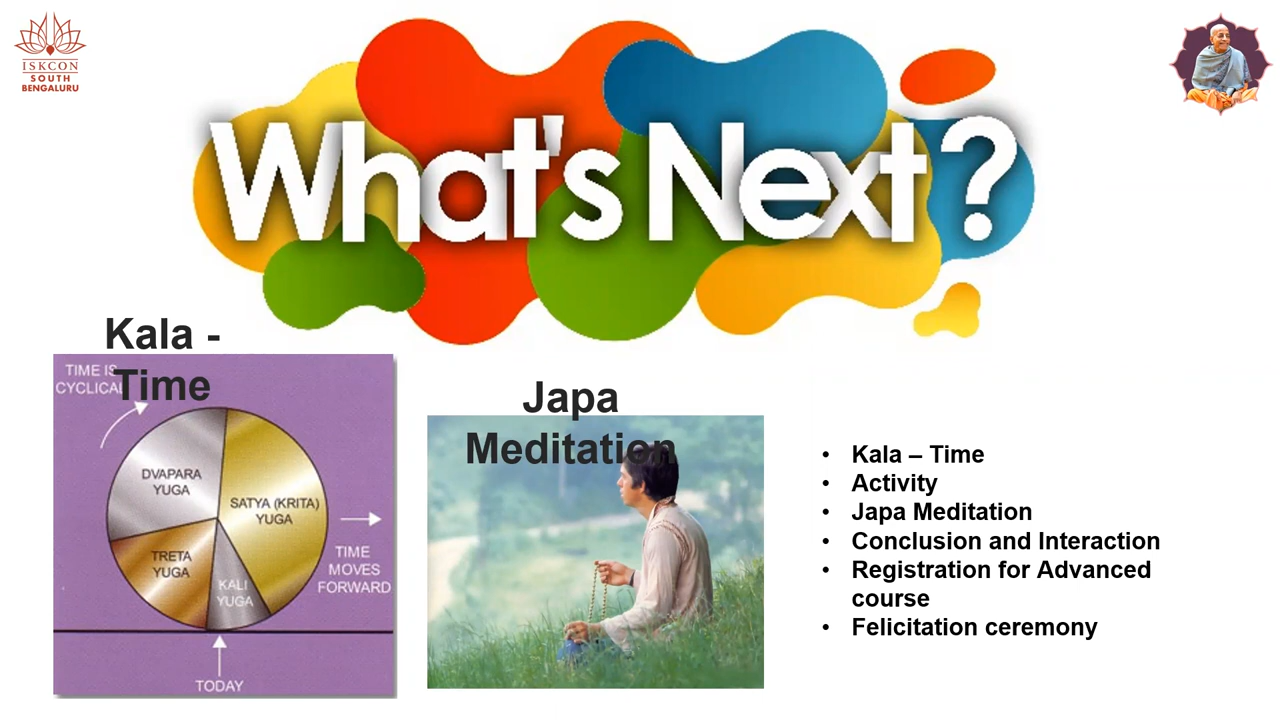 ISKCON
SOUTH
BENGALURU
What's Next?
Kala -
Time
TIME IS
CYCLICAL
DVAPARA
YUGA
SATYA (KRITA)
YUGA
TRETA
YUGA
KALI
YUGA
TIME
MOVES
FORWARD
TODAY
Japa
Meditation
• Kala – Time
• Activity
• Japa Meditation
• Conclusion and Interaction
• Registration for Advanced
course
• Felicitation ceremony